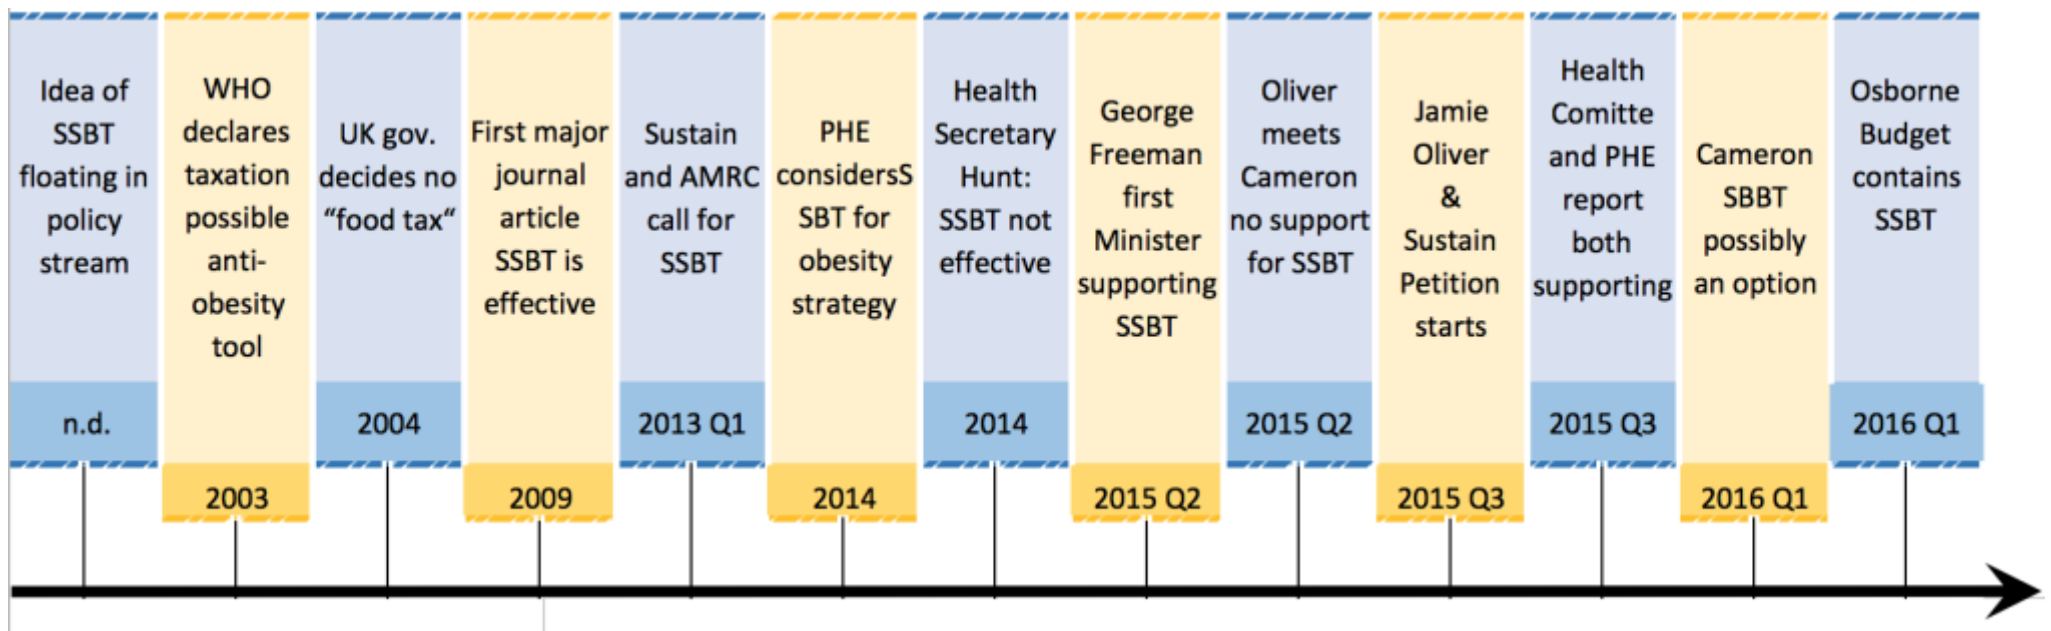 Idea of
SSBT
floating in
policy
stream
n.d.
WHO
declares
taxation
possible
anti-
obesity
tool
2003
UK gov.
decides no
“food tax“
2004
First major
journal
article
SSBT is
effective
2009
Sustain
and AMRC
call for
SSBT
2013 Q1
PHE
considersS
SBT for
obesity
strategy
2014
Health
Secretary
Hunt:
SSBT not
effective
2014
George
Freeman
first
Minister
supporting
SSBT
2015 Q2
Oliver
meets
Cameron
no support
for SSBT
2015 Q2
Jamie
Oliver
&
Sustain
Petition
starts
2015 Q3
Health
Comitte
and PHE
report
both
supporting
2015 Q3
Cameron
SBBT
possibly
an option
2016 Q1
Osborne
Budget
contains
SSBT
2016 Q1